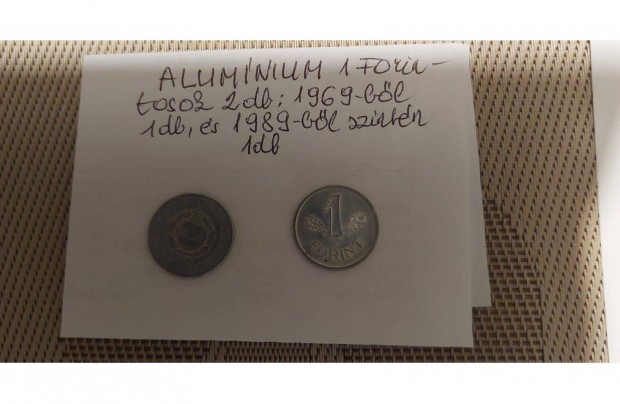 ALUMÍNIUM 1 Forin-
tosok 2db: 1969-ből
1db, és 1989-ből szintén
1db
1
FORINT